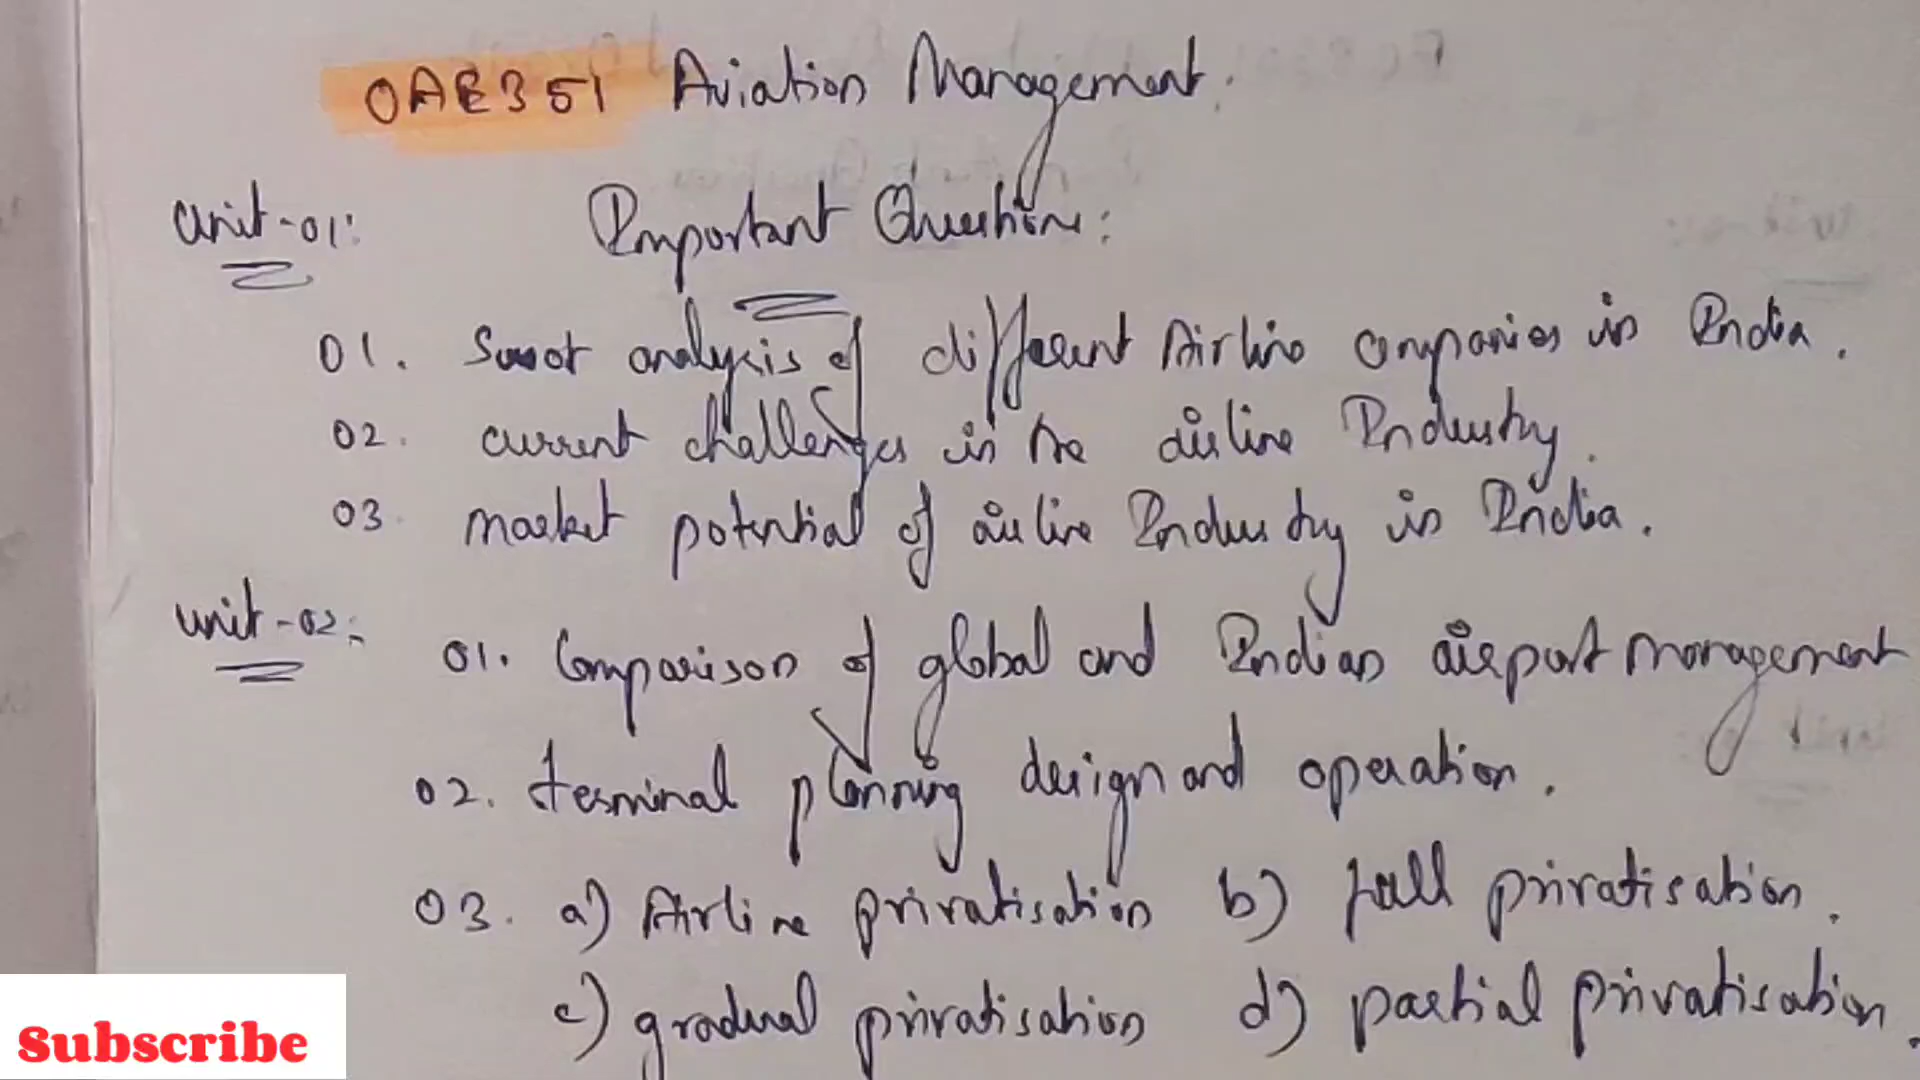 OAE351 Aviation Management.
Unit-01: Important Questions:
01. Swot analysis of different Airline companies in India.
02. current challenges in the airline Industry.
03. market potential of airline Industry in India.
Unit-02: 01. Comparison of global and Indian airport management
02. terminal planning design and operation.
03. a) Airline privatisation b) full privatisation.
c) gradual privatisation d) partial privatisation.
Subscribe